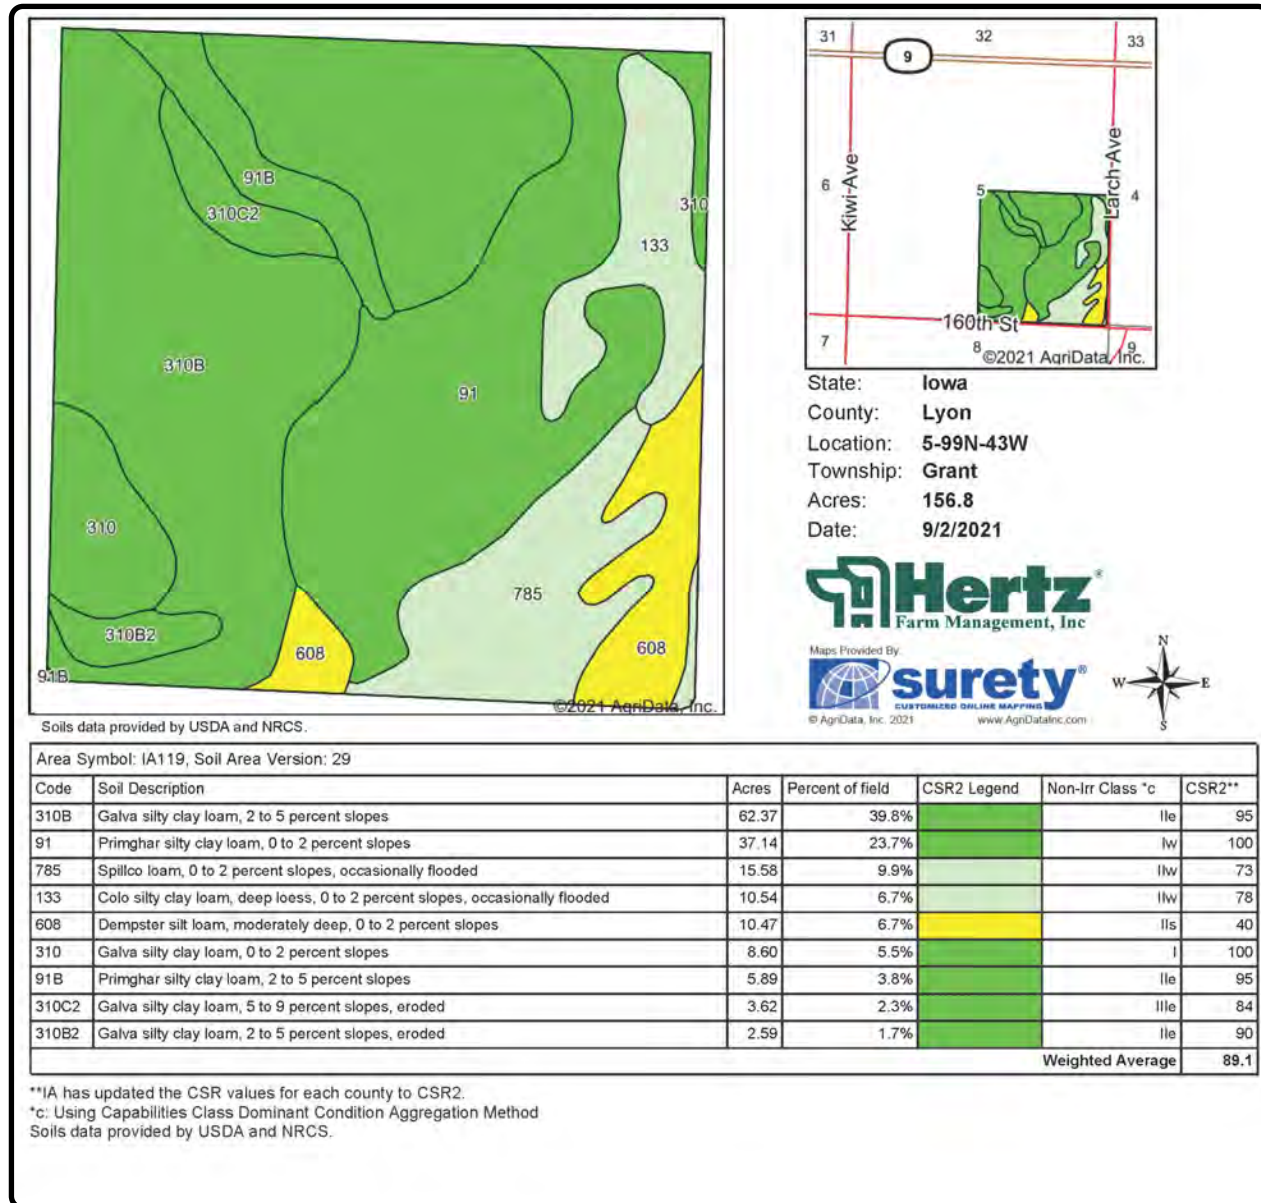 91B
310C2
310
133
310B
91
310
785
310B2
608
608
91B
©2021 AgriData, Inc.
Soils data provided by USDA and NRCS.
31
32
33
9
6
Kiwi Ave
5
Larch Ave
4
160th St
7
8
9
©2021 AgriData, Inc.
State: Iowa
County: Lyon
Location: 5-99N-43W
Township: Grant
Acres: 156.8
Date: 9/2/2021
Hertz®
Farm Management, Inc
Maps Provided By:
surety®
CUSTOMIZED ONLINE MAPPING
© AgriData, Inc. 2021 www.AgriDataInc.com
N
W E
S
Area Symbol: IA119, Soil Area Version: 29
Code Soil Description Acres Percent of field CSR2 Legend Non-Irr Class *c CSR2**
310B Galva silty clay loam, 2 to 5 percent slopes 62.37 39.8% IIe 95
91 Primghar silty clay loam, 0 to 2 percent slopes 37.14 23.7% Iw 100
785 Spillco loam, 0 to 2 percent slopes, occasionally flooded 15.58 9.9% IIw 73
133 Colo silty clay loam, deep loess, 0 to 2 percent slopes, occasionally flooded 10.54 6.7% IIw 78
608 Dempster silt loam, moderately deep, 0 to 2 percent slopes 10.47 6.7% IIs 40
310 Galva silty clay loam, 0 to 2 percent slopes 8.60 5.5% I 100
91B Primghar silty clay loam, 2 to 5 percent slopes 5.89 3.8% IIe 95
310C2 Galva silty clay loam, 5 to 9 percent slopes, eroded 3.62 2.3% IIIe 84
310B2 Galva silty clay loam, 2 to 5 percent slopes, eroded 2.59 1.7% IIe 90
Weighted Average 89.1
**IA has updated the CSR values for each county to CSR2.
*c: Using Capabilities Class Dominant Condition Aggregation Method
Soils data provided by USDA and NRCS.